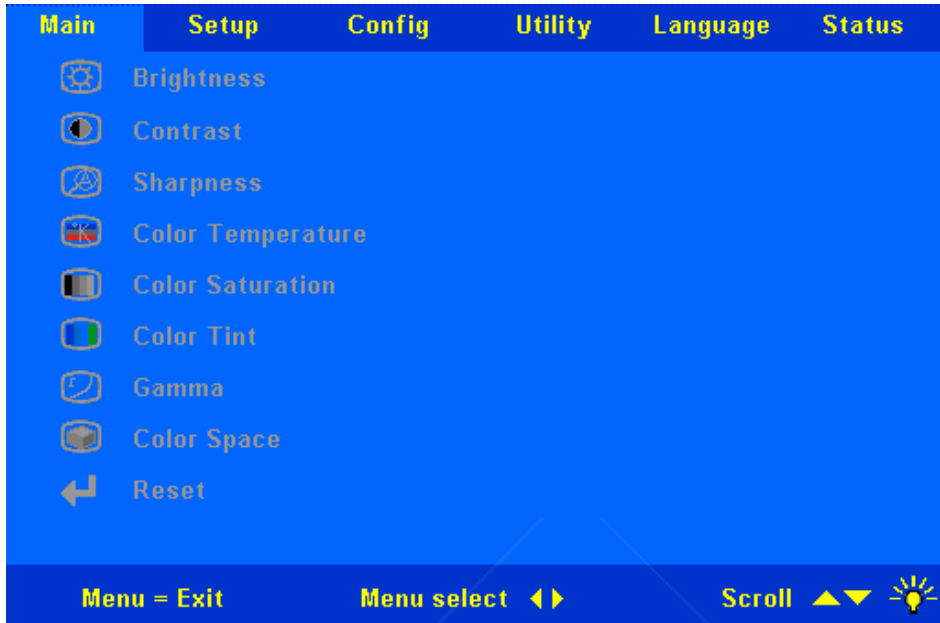 Main Setup Config Utility Language Status
Brightness
Contrast
Sharpness
Color Temperature
Color Saturation
Color Tint
Gamma
Color Space
Reset
Menu = Exit Menu select Scroll